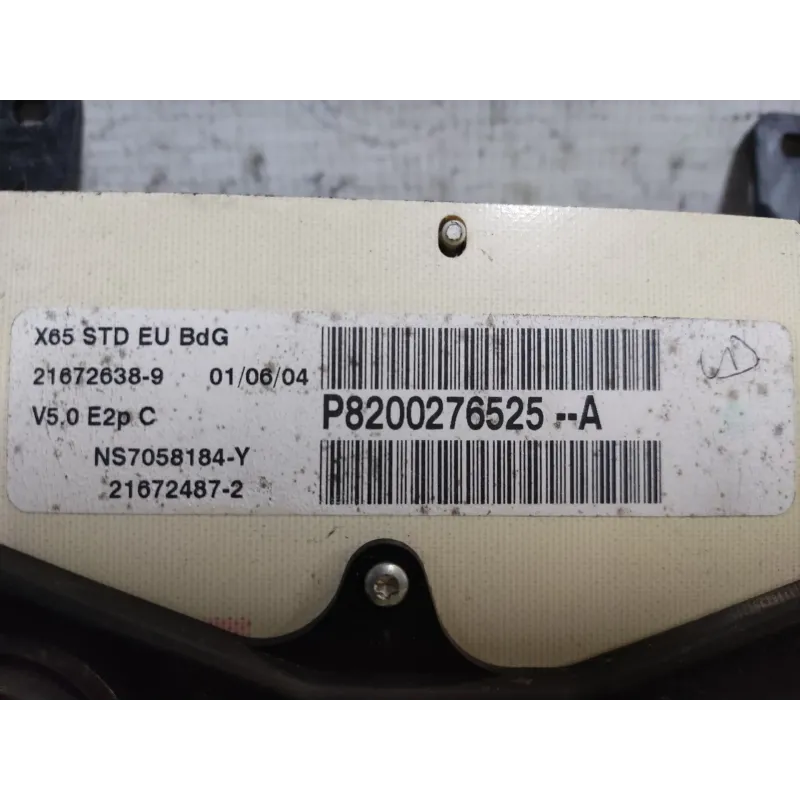 X65 STD EU BdG
21672638-9 01/06/04
V5.0 E2p C
P8200276525--A
NS7058184-Y
21672487-2